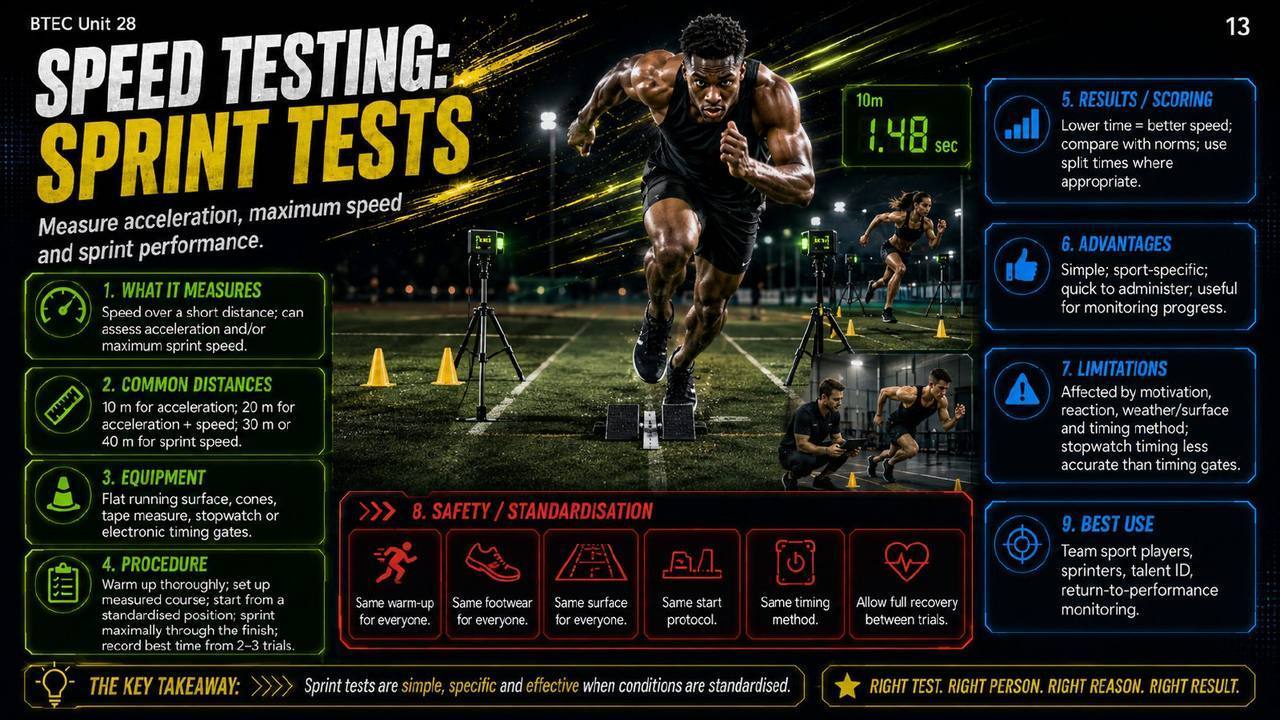 BTEC Unit 28
13
SPEED TESTING:
SPRINT TESTS
Measure acceleration, maximum speed
and sprint performance.
1. WHAT IT MEASURES
Speed over a short distance; can
assess acceleration and/or
maximum sprint speed.
2. COMMON DISTANCES
10 m for acceleration; 20 m for
acceleration + speed; 30 m or
40 m for sprint speed.
3. EQUIPMENT
Flat running surface, cones,
tape measure, stopwatch or
electronic timing gates.
4. PROCEDURE
Warm up thoroughly; set up
measured course; start from a
standardised position; sprint
maximally through the finish;
record best time from 2–3 trials.
10m
1.48 sec
5. RESULTS / SCORING
Lower time = better speed;
compare with norms; use
split times where
appropriate.
6. ADVANTAGES
Simple; sport-specific;
quick to administer; useful
for monitoring progress.
7. LIMITATIONS
Affected by motivation,
reaction, weather/surface
and timing method;
stopwatch timing less
accurate than timing gates.
8. SAFETY / STANDARDISATION
Same warm-up
for everyone.
Same footwear
for everyone.
Same surface
for everyone.
Same start
protocol.
Same timing
method.
Allow full recovery
between trials.
9. BEST USE
Team sport players,
sprinters, talent ID,
return-to-performance
monitoring.
THE KEY TAKEAWAY: Sprint tests are simple, specific and effective when conditions are standardised.
RIGHT TEST. RIGHT PERSON. RIGHT REASON. RIGHT RESULT.